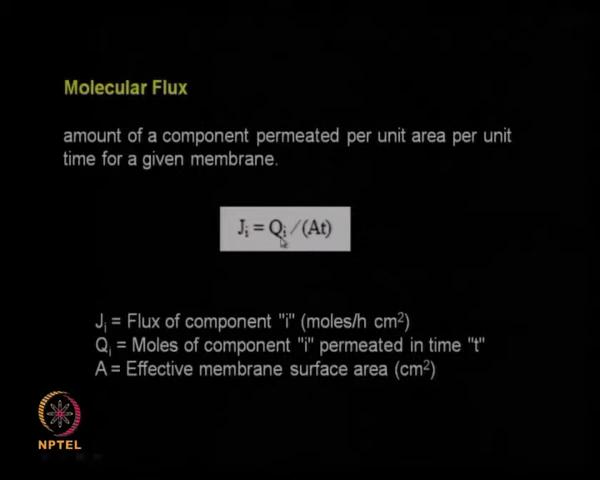 Molecular Flux
amount of a component permeated per unit area per unit
time for a given membrane.
Jᵢ = Qᵢ /(At)
Jᵢ = Flux of component "i" (moles/h cm²)
Qᵢ = Moles of component "i" permeated in time "t"
A = Effective membrane surface area (cm²)
NPTEL